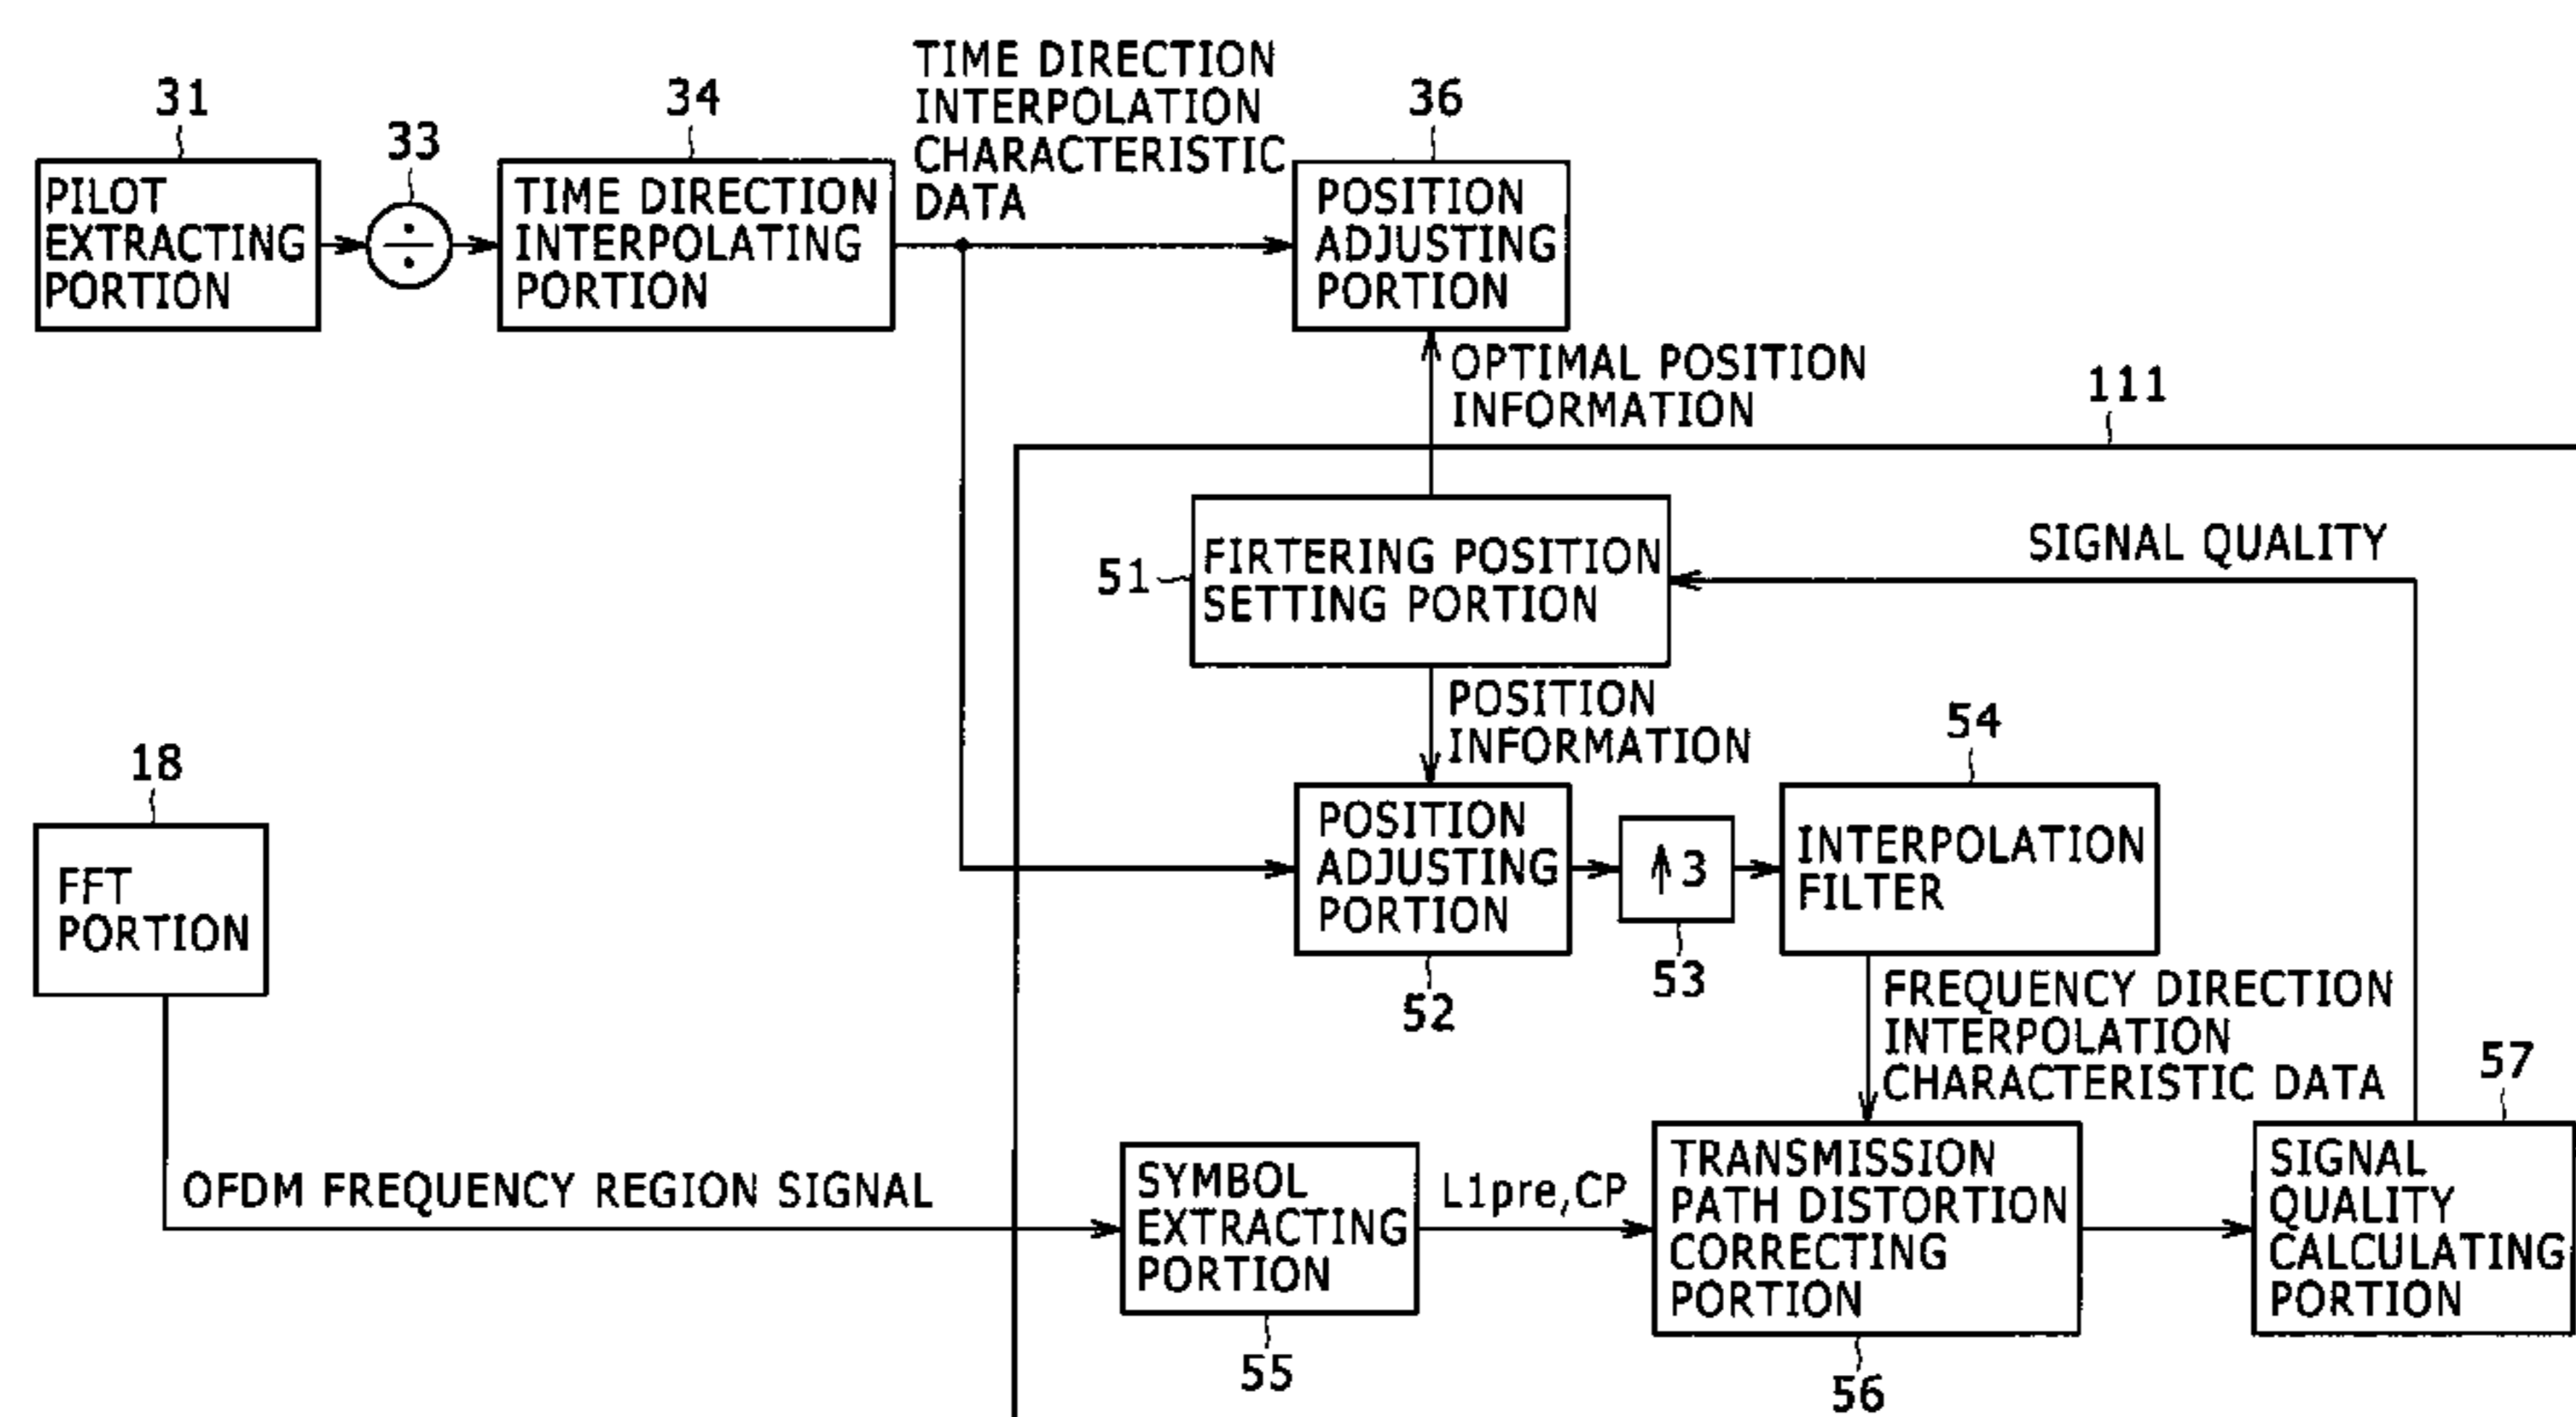 31
33
34
TIME DIRECTION
INTERPOLATION
CHARACTERISTIC
DATA
36
PILOT
EXTRACTING
PORTION
÷
TIME DIRECTION
INTERPOLATING
PORTION
POSITION
ADJUSTING
PORTION
OPTIMAL POSITION
INFORMATION
111
51
FIRTERING POSITION
SETTING PORTION
SIGNAL QUALITY
POSITION
INFORMATION
18
FFT
PORTION
POSITION
ADJUSTING
PORTION
52
↑3
53
54
INTERPOLATION
FILTER
FREQUENCY DIRECTION
INTERPOLATION
CHARACTERISTIC DATA
57
OFDM FREQUENCY REGION SIGNAL
SYMBOL
EXTRACTING
PORTION
55
L1pre,CP
TRANSMISSION
PATH DISTORTION
CORRECTING
PORTION
56
SIGNAL
QUALITY
CALCULATING
PORTION